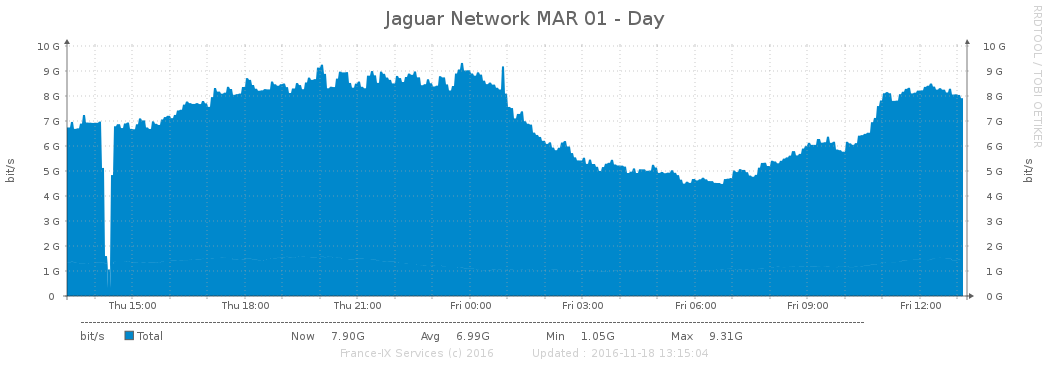 Jaguar Network MAR 01 - Day
RRDTOOL / TOBI OETIKER
bit/s
10 G
9 G
8 G
7 G
6 G
5 G
4 G
3 G
2 G
1 G
0
10 G
9 G
8 G
7 G
6 G
5 G
4 G
3 G
2 G
1 G
0 G
bit/s
Thu 15:00 Thu 18:00 Thu 21:00 Fri 00:00 Fri 03:00 Fri 06:00 Fri 09:00 Fri 12:00
bit/s Total Now 7.90G Avg 6.99G Min 1.05G Max 9.31G
France-IX Services (c) 2016 Updated : 2016-11-18 13:15:04